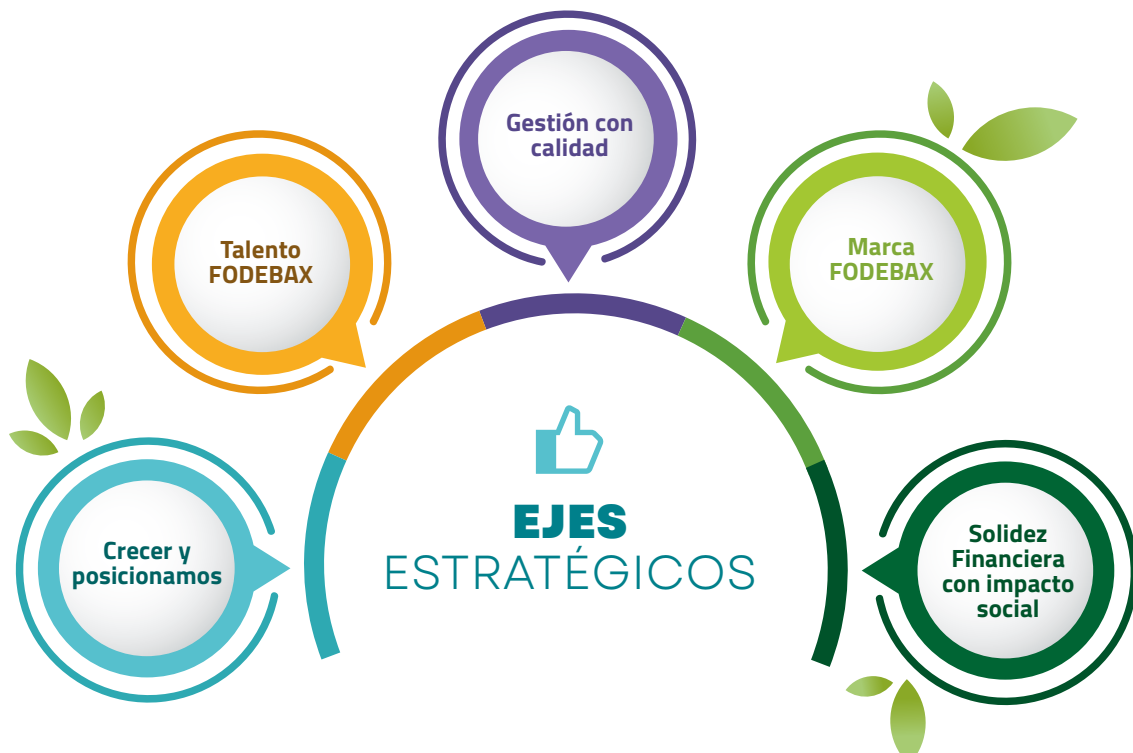 Gestión con
calidad
Talento
FODEBAX
Marca
FODEBAX
EJES
ESTRATÉGICOS
Crecer y
posicionamos
Solidez
Financiera
con impacto
social